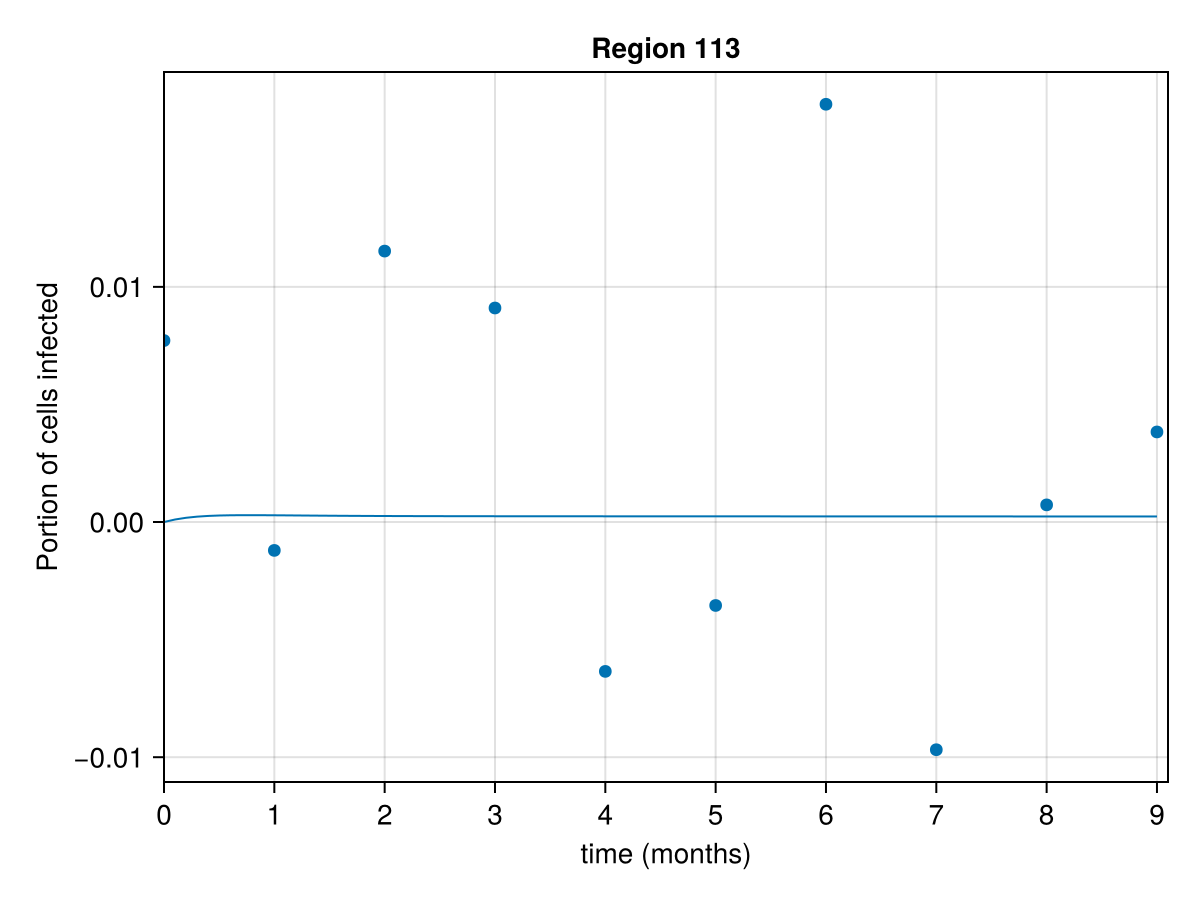 Region 113
Portion of cells infected
0.01
0.00
−0.01
0 1 2 3 4 5 6 7 8 9
time (months)